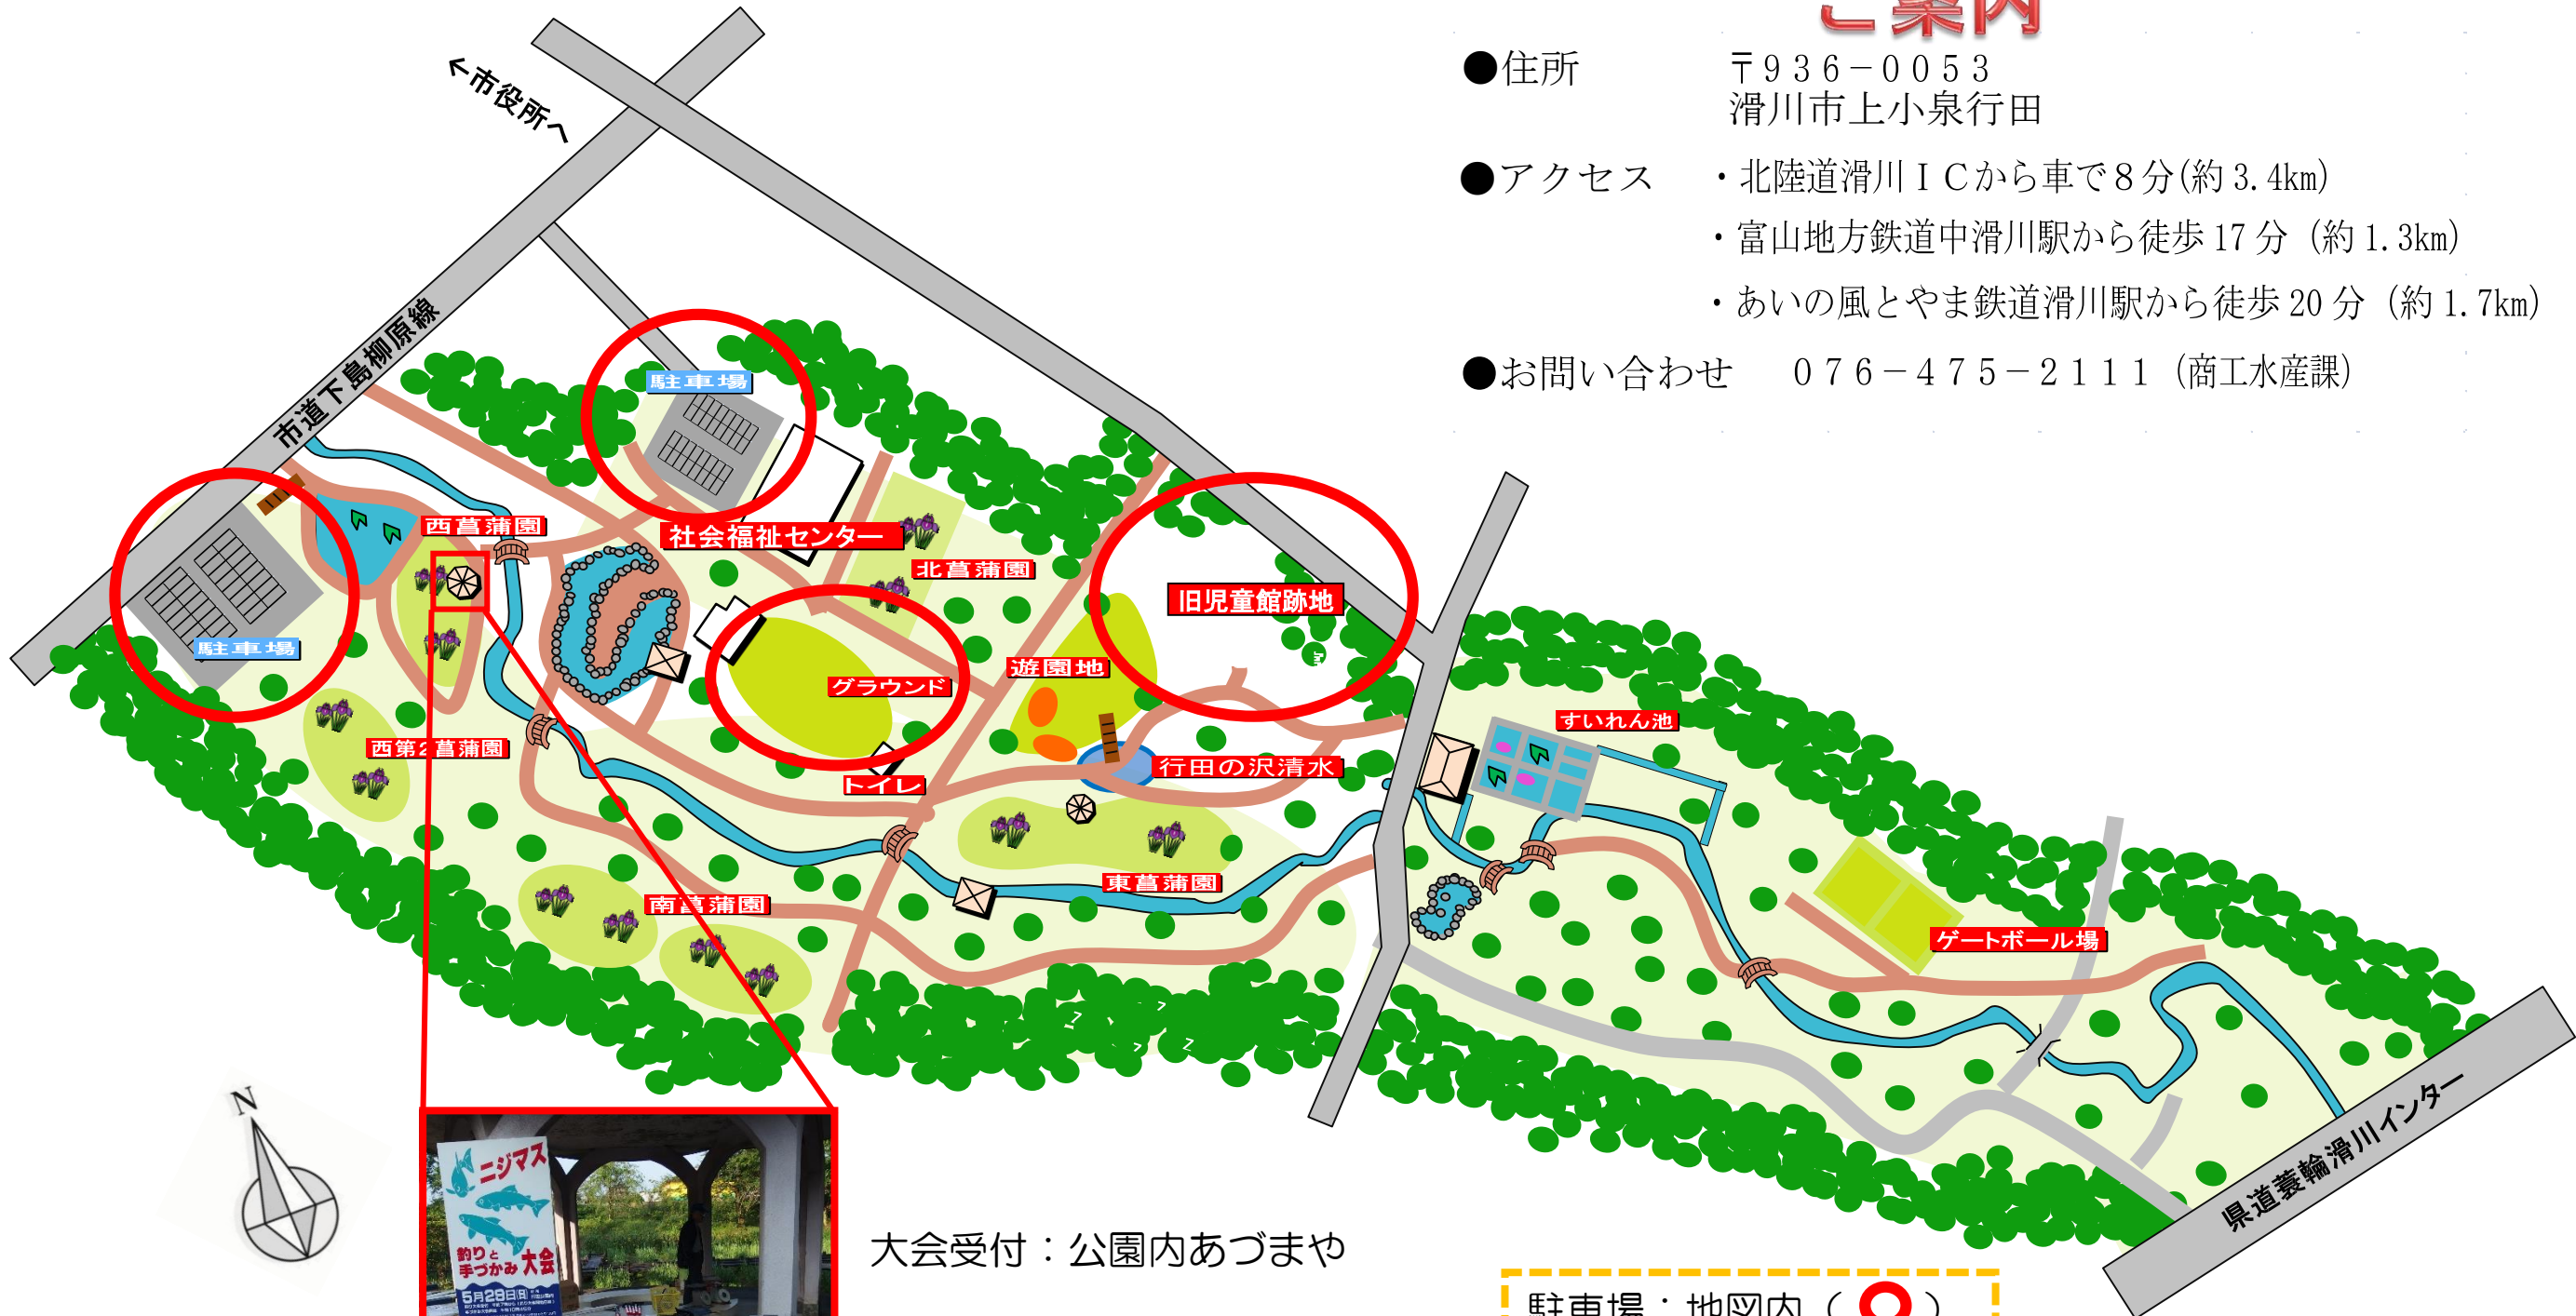 ご案内
●住所 〒936-0053
滑川市上小泉行田
●アクセス ・北陸道滑川ICから車で8分(約3.4km)
・富山地方鉄道中滑川駅から徒歩17分（約1.3km）
・あいの風とやま鉄道滑川駅から徒歩20分（約1.7km）
●お問い合わせ 076-475-2111（商工水産課）
←市役所へ
市道下島柳原線
駐車場
西菖蒲園
社会福祉センター
北菖蒲園
旧児童館跡地
駐車場
遊園地
グラウンド
すいれん池
西第2菖蒲園
行田の沢清水
トイレ
東菖蒲園
南菖蒲園
ゲートボール場
県道蓑輪滑川インター
N
ニジマス
釣りと
手づかみ大会
5月29日(日)
大会受付：公園内あづまや
駐車場：地図内（〇）